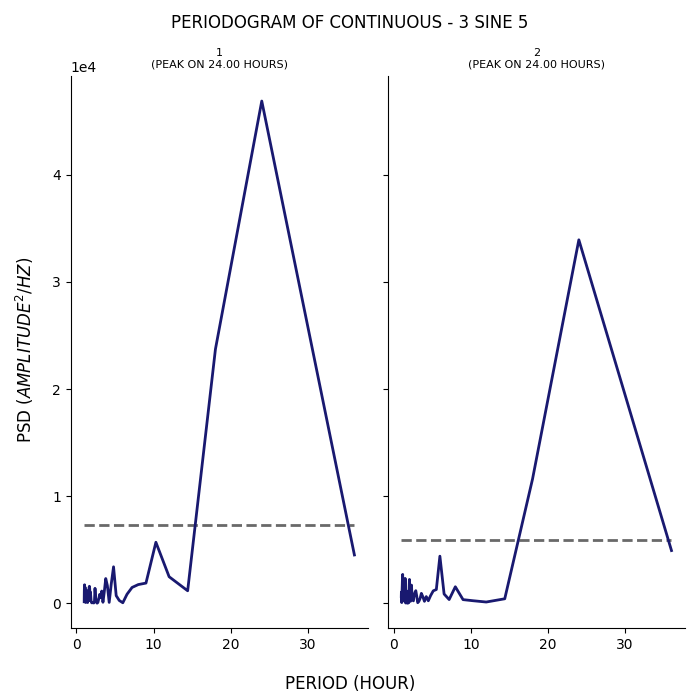 PERIODOGRAM OF CONTINUOUS - 3 SINE 5
1
(PEAK ON 24.00 HOURS)
2
(PEAK ON 24.00 HOURS)
1e4
4
3
2
1
0
PSD (AMPLITUDE²/HZ)
0 10 20 30
0 10 20 30
PERIOD (HOUR)